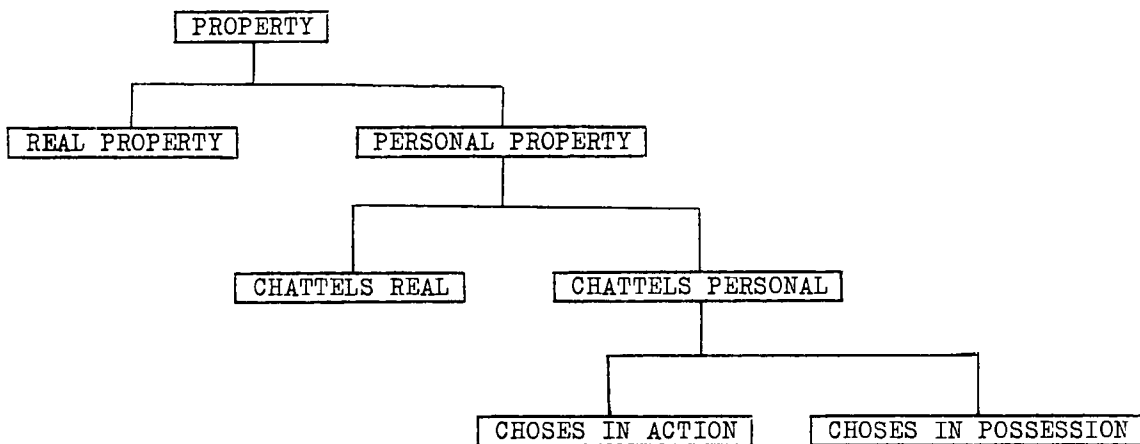 PROPERTY
REAL PROPERTY
PERSONAL PROPERTY
CHATTELS REAL
CHATTELS PERSONAL
CHOSES IN ACTION
CHOSES IN POSSESSION